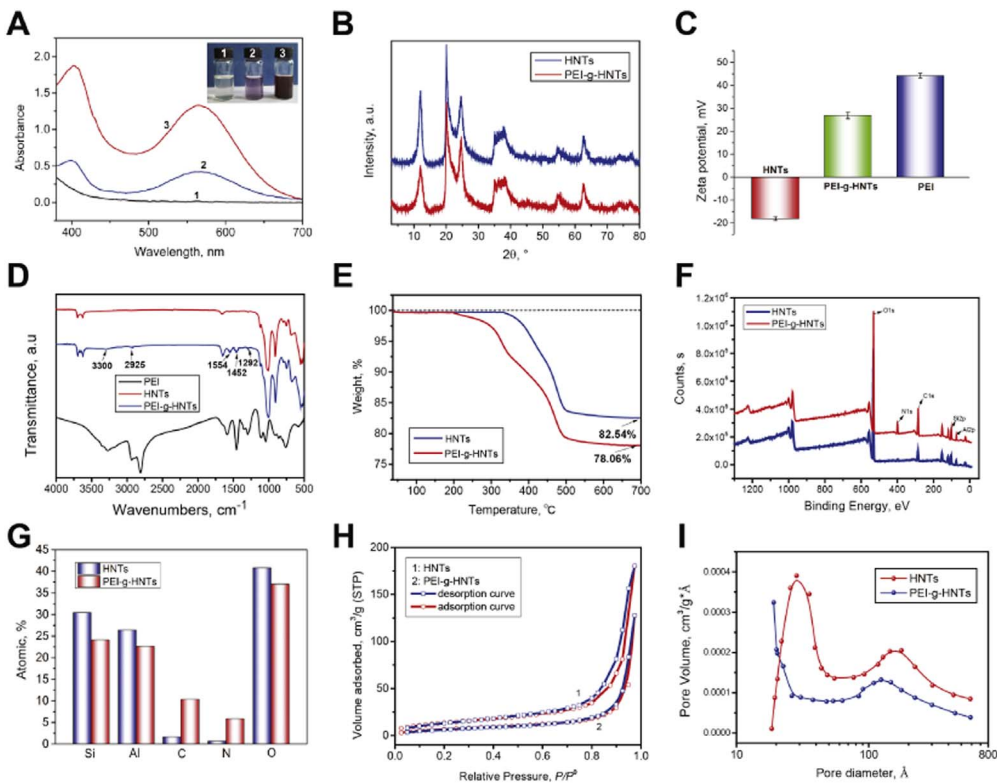 A
2.0
1.5
1.0
0.5
0.0
Absorbance
400
500
600
700
Wavelength, nm
1
2
3
3
2
1
B
HNTs
PEI-g-HNTs
Intensity, a.u.
10
20
30
40
50
60
70
80
2θ, °
C
Zeta potential, mV
50
40
30
20
10
0
-10
-20
HNTs
PEI-g-HNTs
PEI
D
Transmittance, a.u
3300
2925
1554
1452
1292
PEI
HNTs
PEI-g-HNTs
4000
3500
3000
2500
2000
1500
1000
500
Wavenumbers, cm⁻¹
E
Weight, %
100
95
90
85
80
75
82.54%
78.06%
HNTs
PEI-g-HNTs
100
200
300
400
500
600
700
Temperature, °C
F
Counts, s
HNTs
PEI-g-HNTs
O1s
N1s
C1s
Si2p
Al2p
0.0
1200
1000
800
600
400
200
0
Binding Energy, eV
G
Atomic, %
45
40
35
30
25
20
15
10
5
0
HNTs
PEI-g-HNTs
Si
Al
C
N
O
H
Volume adsorbed, cm³/g (STP)
200
150
100
50
0
1: HNTs
2: PEI-g-HNTs
desorption curve
adsorption curve
1
2
0.0
0.2
0.4
0.6
0.8
1.0
Relative Pressure, P/P⁰
I
Pore Volume, cm³/g*Å
0.0004
0.0003
0.0002
0.0001
0.0000
HNTs
PEI-g-HNTs
10
100
700
Pore diameter, Å